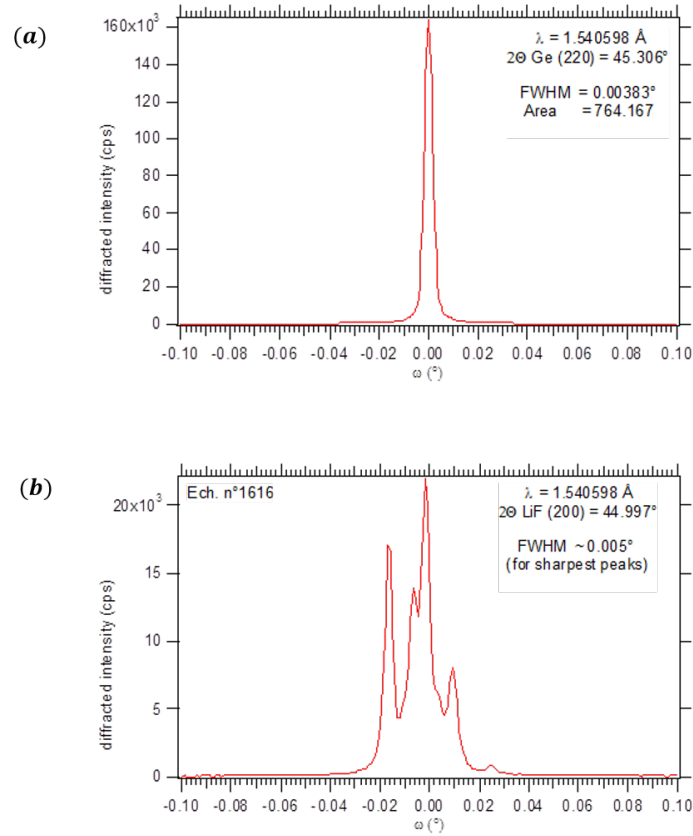 (a)
160x10³
140
120
100
80
60
40
20
0
diffracted intensity (cps)
λ = 1.540598 Å
2Θ Ge (220) = 45.306°
FWHM = 0.00383°
Area = 764.167
-0.10 -0.08 -0.06 -0.04 -0.02 0.00 0.02 0.04 0.06 0.08 0.10
ω (°)
(b)
20x10³
15
10
5
0
diffracted intensity (cps)
Ech. n°1616
λ = 1.540598 Å
2Θ LiF (200) = 44.997°
FWHM ~ 0.005°
(for sharpest peaks)
-0.10 -0.08 -0.06 -0.04 -0.02 0.00 0.02 0.04 0.06 0.08 0.10
ω (°)